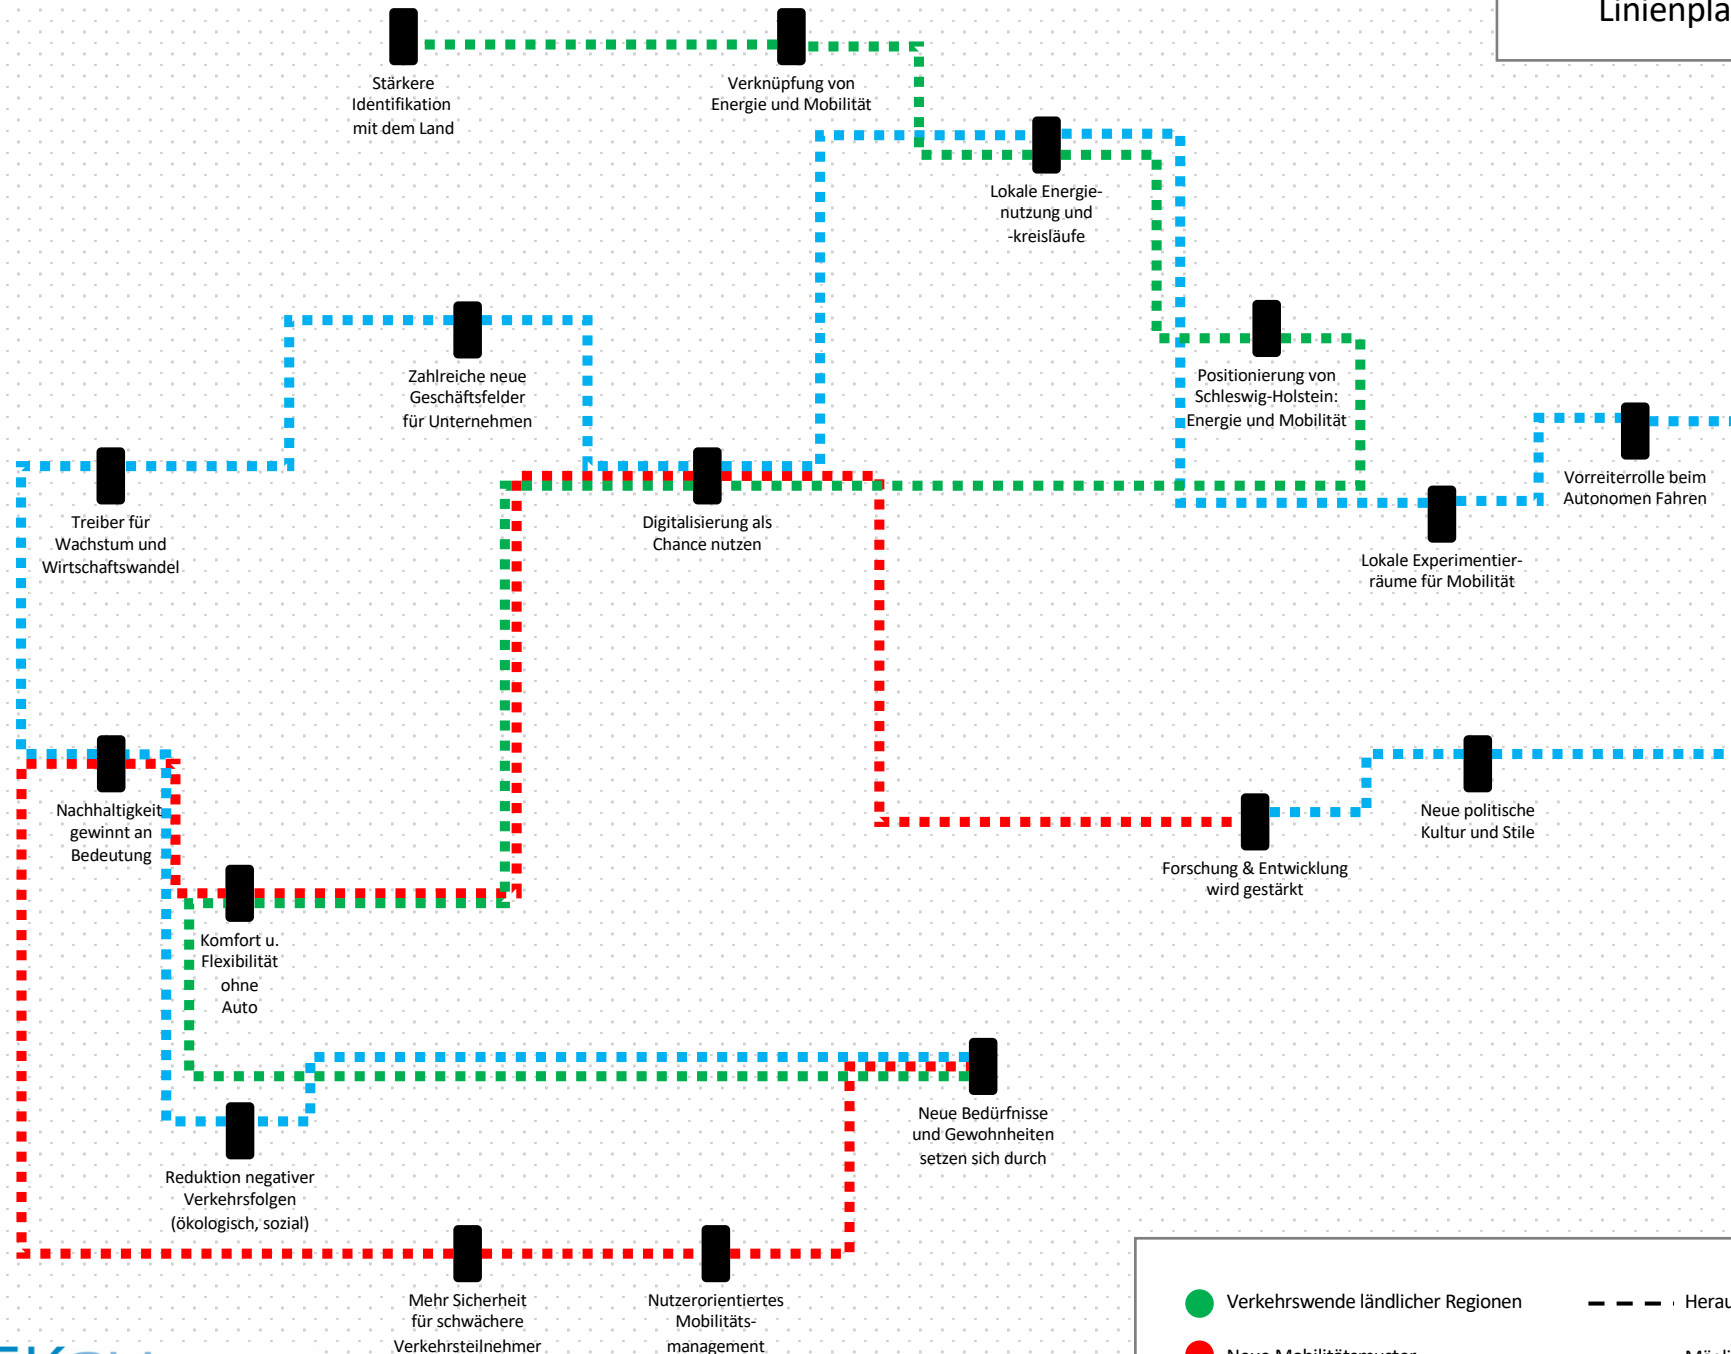 Stärkere
Identifikation
mit dem Land
Verknüpfung von
Energie und Mobilität
Lokale Energie-
nutzung und
-kreisläufe
Zahlreiche neue
Geschäftsfelder
für Unternehmen
Positionierung von
Schleswig-Holstein:
Energie und Mobilität
Vorreiterrolle beim
Autonomen Fahren
Treiber für
Wachstum und
Wirtschaftswandel
Digitalisierung als
Chance nutzen
Lokale Experimentier-
räume für Mobilität
Nachhaltigkeit
gewinnt an
Bedeutung
Neue politische
Kultur und Stile
Forschung & Entwicklung
wird gestärkt
Komfort u.
Flexibilität
ohne
Auto
Neue Bedürfnisse
und Gewohnheiten
setzen sich durch
Reduktion negativer
Verkehrsfolgen
(ökologisch, sozial)
Mehr Sicherheit
für schwächere
Verkehrsteilnehmer
Nutzerorientiertes
Mobilitäts-
management
Verkehrswende ländlicher Regionen
Neue Mobilitätsmuster